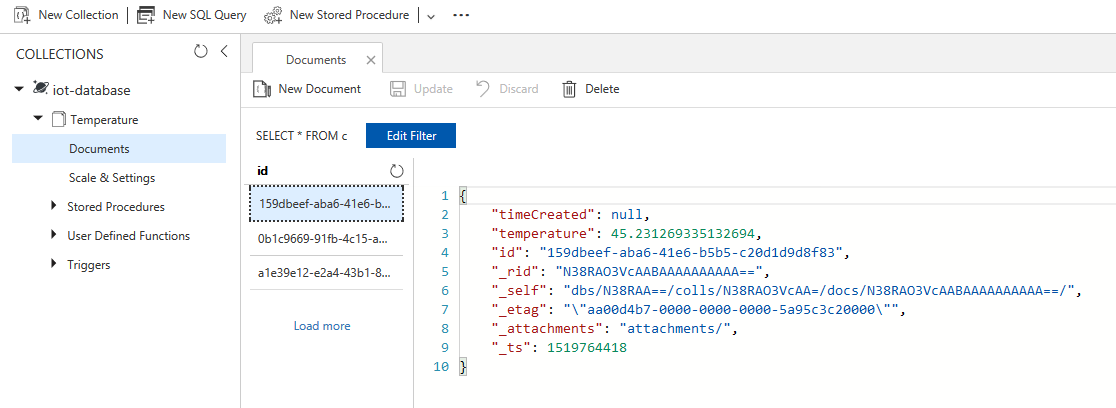 New Collection New SQL Query New Stored Procedure
COLLECTIONS
iot-database
Temperature
Documents
Scale & Settings
Stored Procedures
User Defined Functions
Triggers
Documents
New Document Update Discard Delete
SELECT * FROM c Edit Filter
id
159dbeef-aba6-41e6-b...
0b1c9669-91fb-4c15-a...
a1e39e12-e2a4-43b1-8...
Load more
1 {
2 "timeCreated": null,
3 "temperature": 45.231269335132694,
4 "id": "159dbeef-aba6-41e6-b5b5-c20d1d9d8f83",
5 "_rid": "N38RAO3VcAABAAAAAAAAAA==",
6 "_self": "dbs/N38RAA==/colls/N38RAO3VcAA=/docs/N38RAO3VcAABAAAAAAAAAA==/",
7 "_etag": "\"aa00d4b7-0000-0000-0000-5a95c3c20000\"",
8 "_attachments": "attachments/",
9 "_ts": 1519764418
10 }